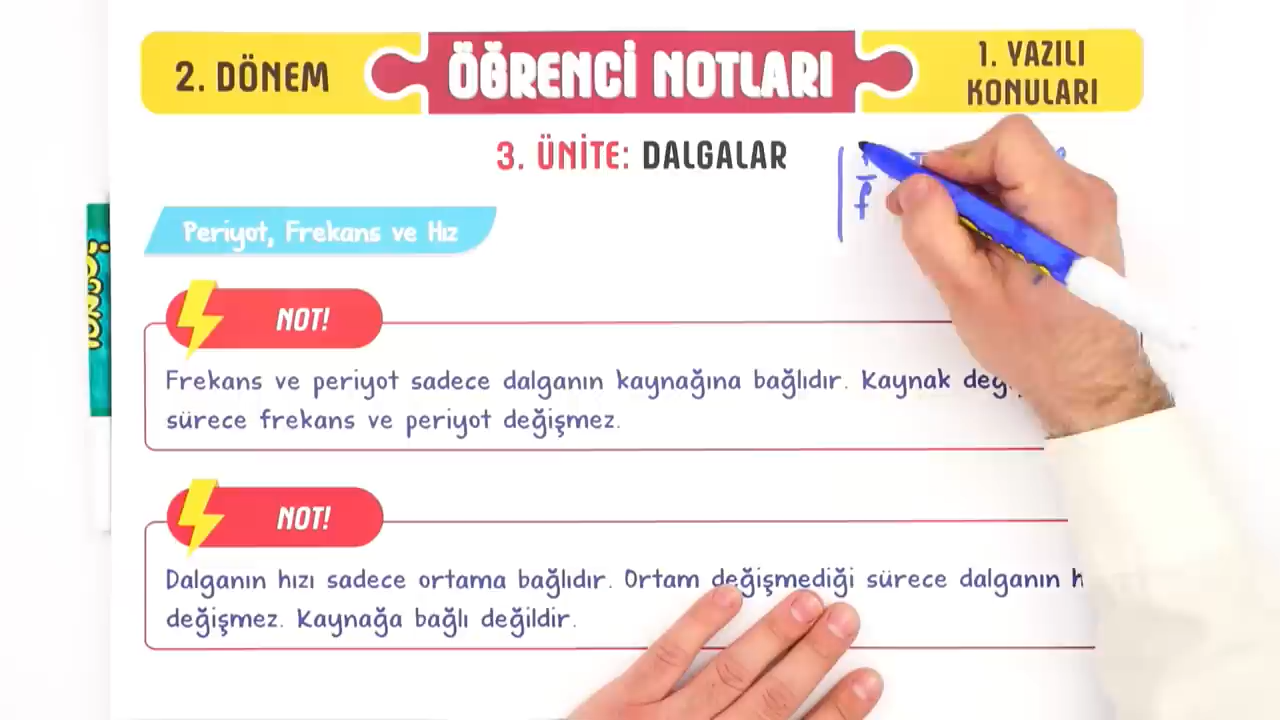 2. DÖNEM
ÖĞRENCİ NOTLARI
1. YAZILI
KONULARI
3. ÜNİTE: DALGALAR
f
Periyot, Frekans ve Hız
NOT!
Frekans ve periyot sadece dalganın kaynağına bağlıdır. Kaynak
sürece frekans ve periyot değişmez.
NOT!
Dalganın hızı sadece ortama bağlıdır. Ortam değişmediği sürece dalganın
değişmez. Kaynağa bağlı değildir.